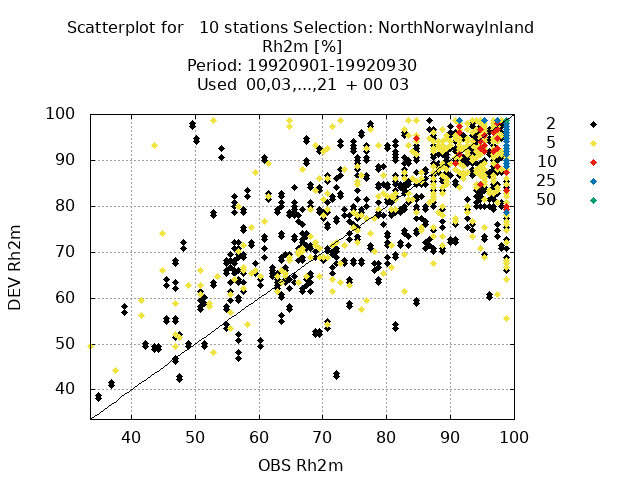 Scatterplot for 10 stations Selection: NorthNorwayInland
Rh2m [%]
Period: 19920901-19920930
Used 00,03,...,21 + 00 03
100
90
80
70
60
50
40
DEV Rh2m
40 50 60 70 80 90 100
OBS Rh2m
2
5
10
25
50